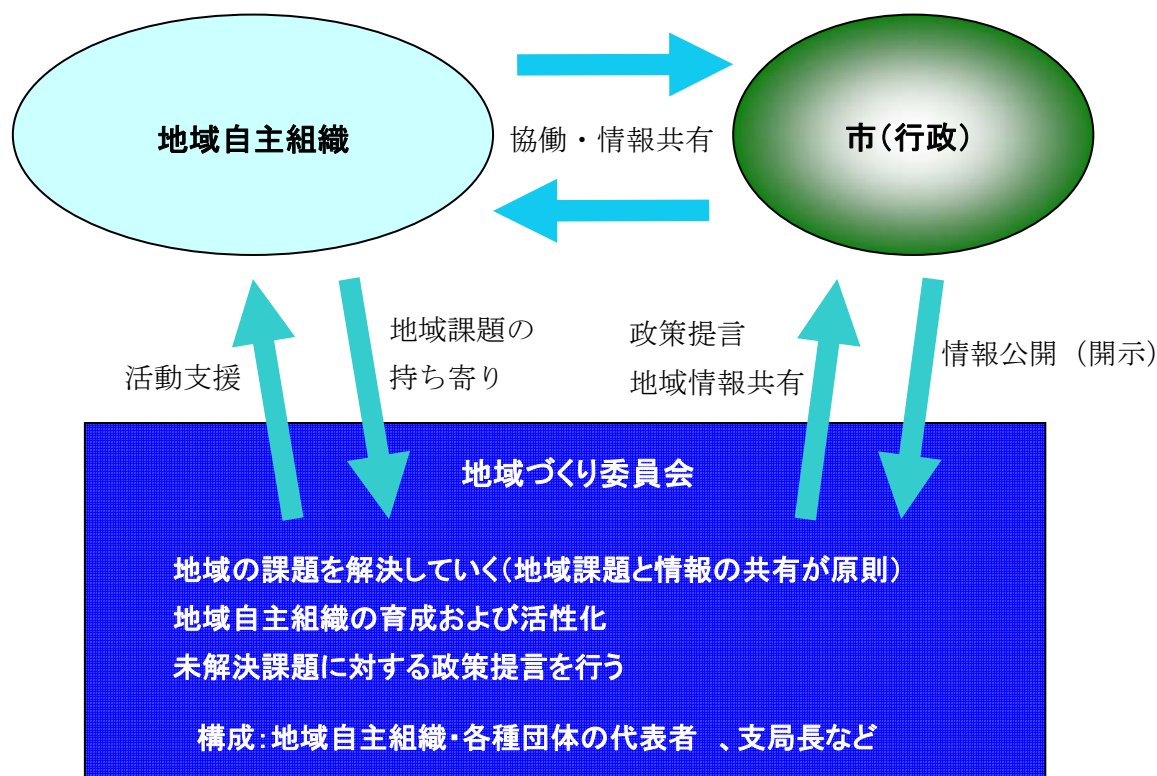 地域自主組織
協働・情報共有
市(行政)
活動支援
地域課題の
持ち寄り
政策提言
地域情報共有
情報公開(開示)
地域づくり委員会
地域の課題を解決していく(地域課題と情報の共有が原則)
地域自主組織の育成および活性化
未解決課題に対する政策提言を行う
構成:地域自主組織・各種団体の代表者 、支局長など